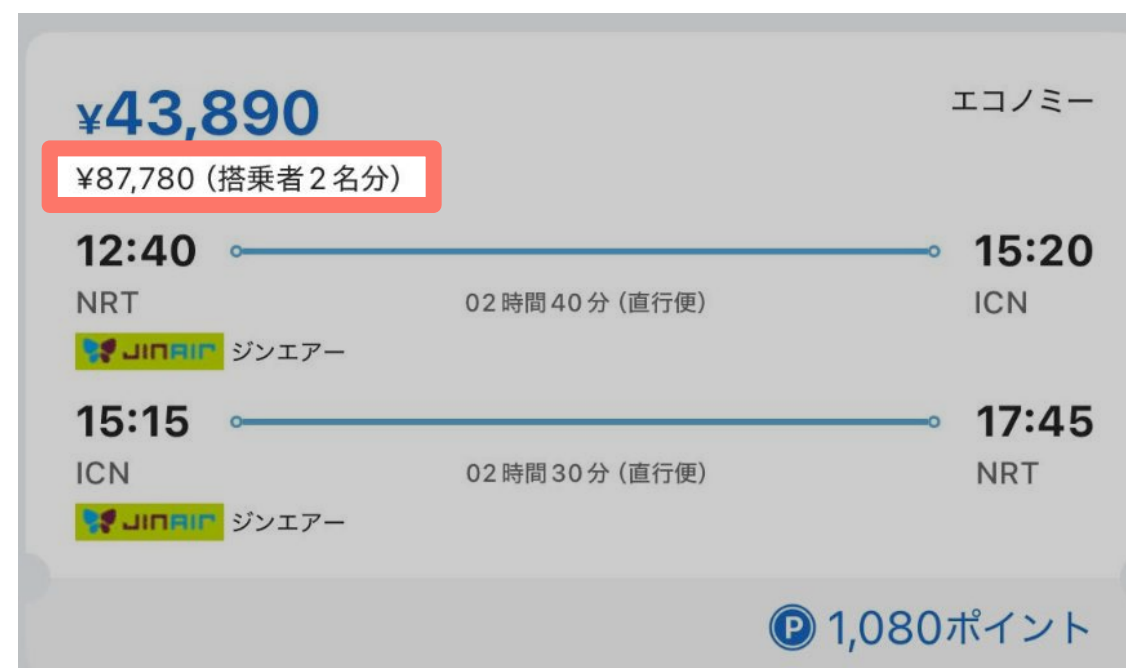 ¥43,890
エコノミー
¥87,780（搭乗者2名分）
12:40
15:20
NRT
02時間40分（直行便）
ICN
JINAIR ジンエアー
15:15
17:45
ICN
02時間30分（直行便）
NRT
JINAIR ジンエアー
P 1,080ポイント